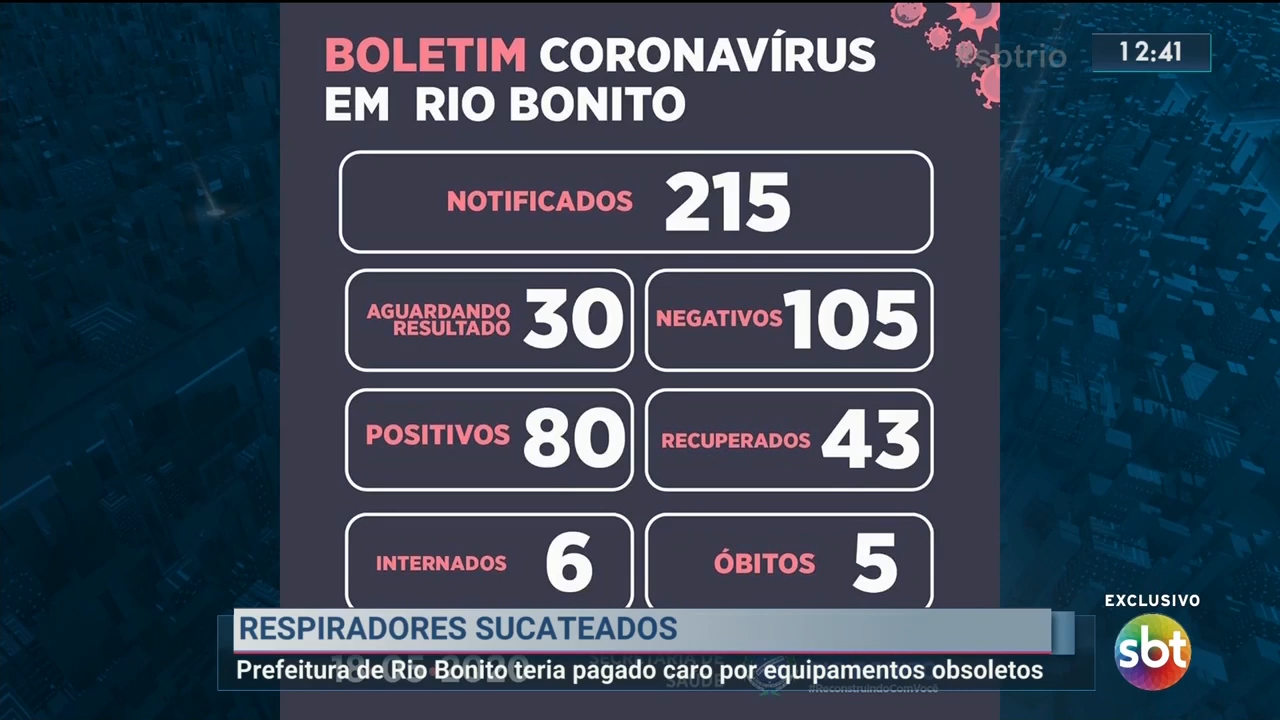 BOLETIM CORONAVÍRUS
EM RIO BONITO
#sbtrio
12:41
NOTIFICADOS 215
AGUARDANDO
RESULTADO
30
NEGATIVOS 105
POSITIVOS 80
RECUPERADOS 43
INTERNADOS 6
ÓBITOS 5
EXCLUSIVO
sbt
RESPIRADORES SUCATEADOS
Prefeitura de Rio Bonito teria pagado caro por equipamentos obsoletos
#ReconstruindoComVocê